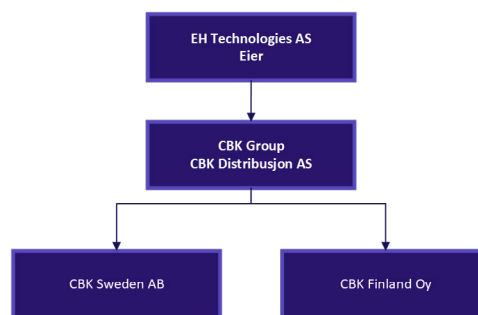 EH Technologies AS
Eier
CBK Group
CBK Distribusjon AS
CBK Sweden AB
CBK Finland Oy